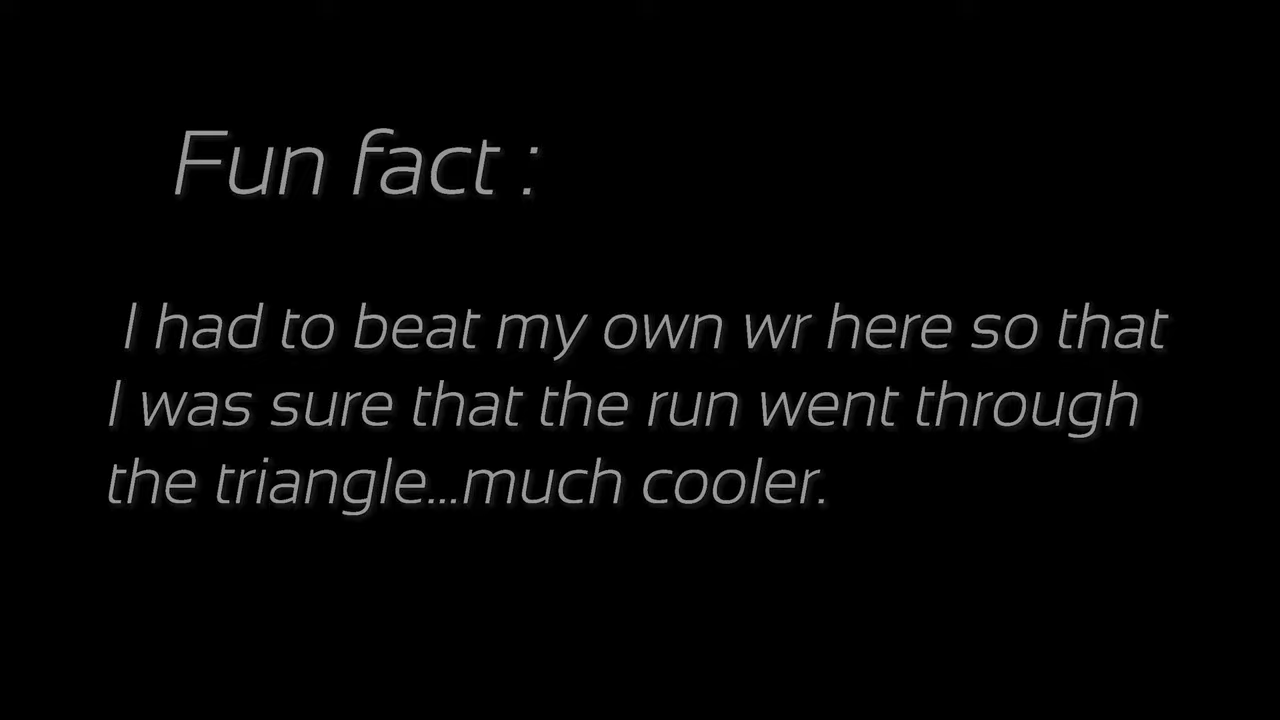 Fun fact :
I had to beat my own wr here so that
I was sure that the run went through
the triangle...much cooler.